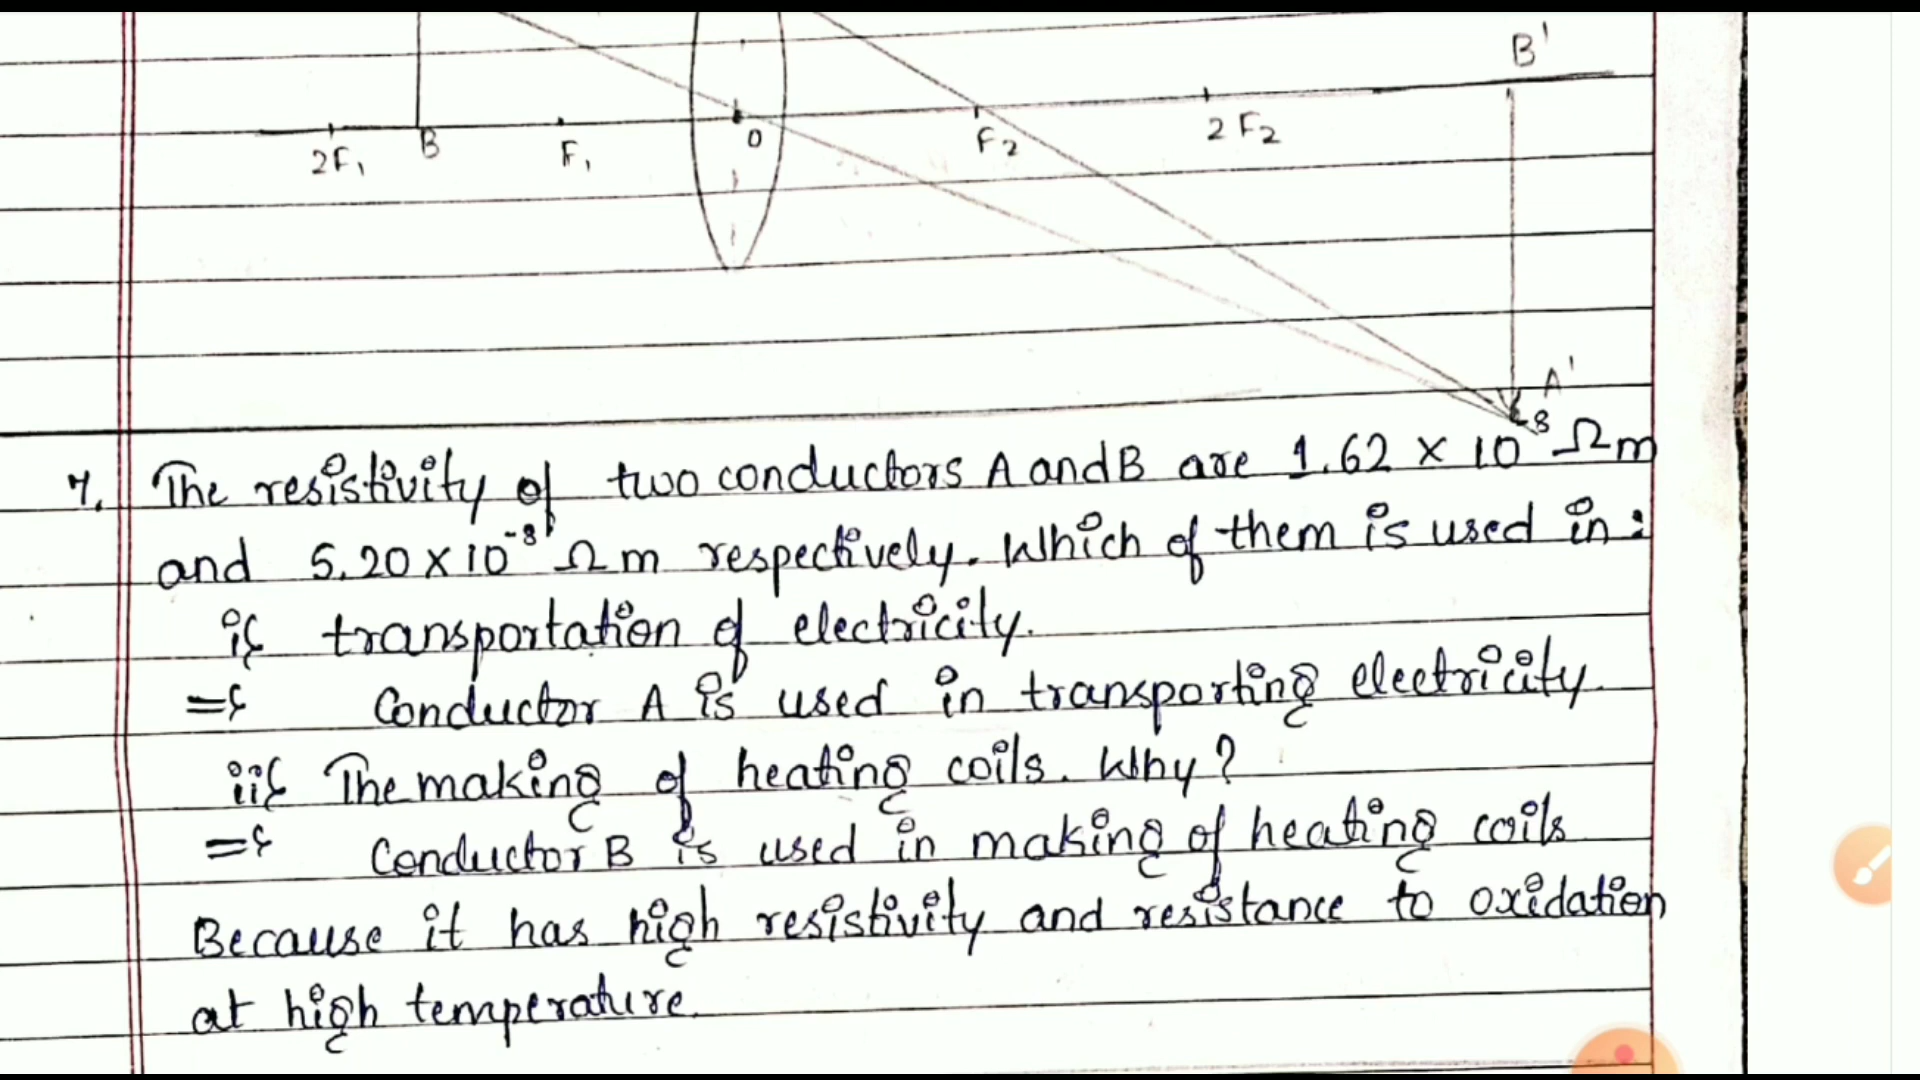 B'
2F₁ B F₁ O F₂ 2F₂
A'
7. The resistivity of two conductors A and B are 1.62 × 10⁻⁸ Ωm
and 5.20 × 10⁻⁸ Ωm respectively. Which of them is used in :
i) transportation of electricity.
=) Conductor A is used in transporting electricity.
ii) The making of heating coils. Why?
=) Conductor B is used in making of heating coils
Because it has high resistivity and resistance to oxidation
at high temperature.